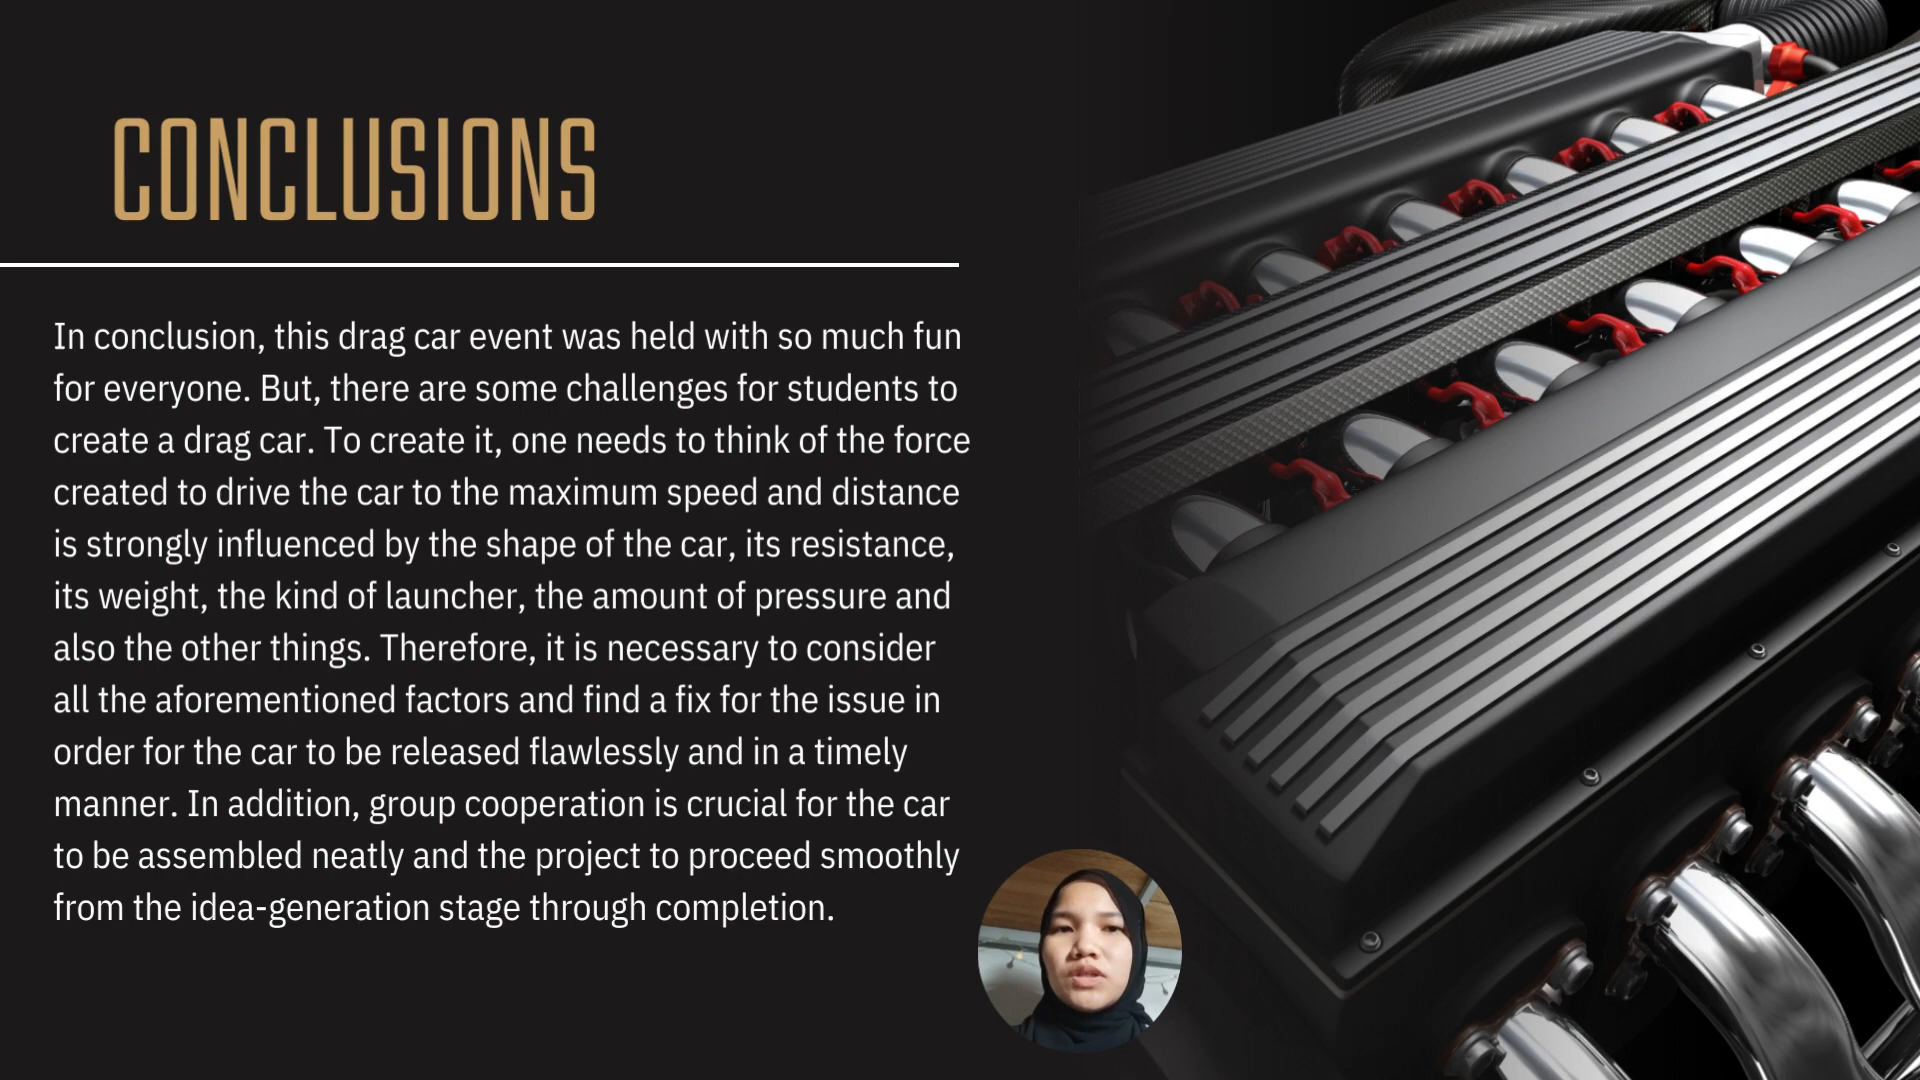 CONCLUSIONS
In conclusion, this drag car event was held with so much fun
for everyone. But, there are some challenges for students to
create a drag car. To create it, one needs to think of the force
created to drive the car to the maximum speed and distance
is strongly influenced by the shape of the car, its resistance,
its weight, the kind of launcher, the amount of pressure and
also the other things. Therefore, it is necessary to consider
all the aforementioned factors and find a fix for the issue in
order for the car to be released flawlessly and in a timely
manner. In addition, group cooperation is crucial for the car
to be assembled neatly and the project to proceed smoothly
from the idea-generation stage through completion.